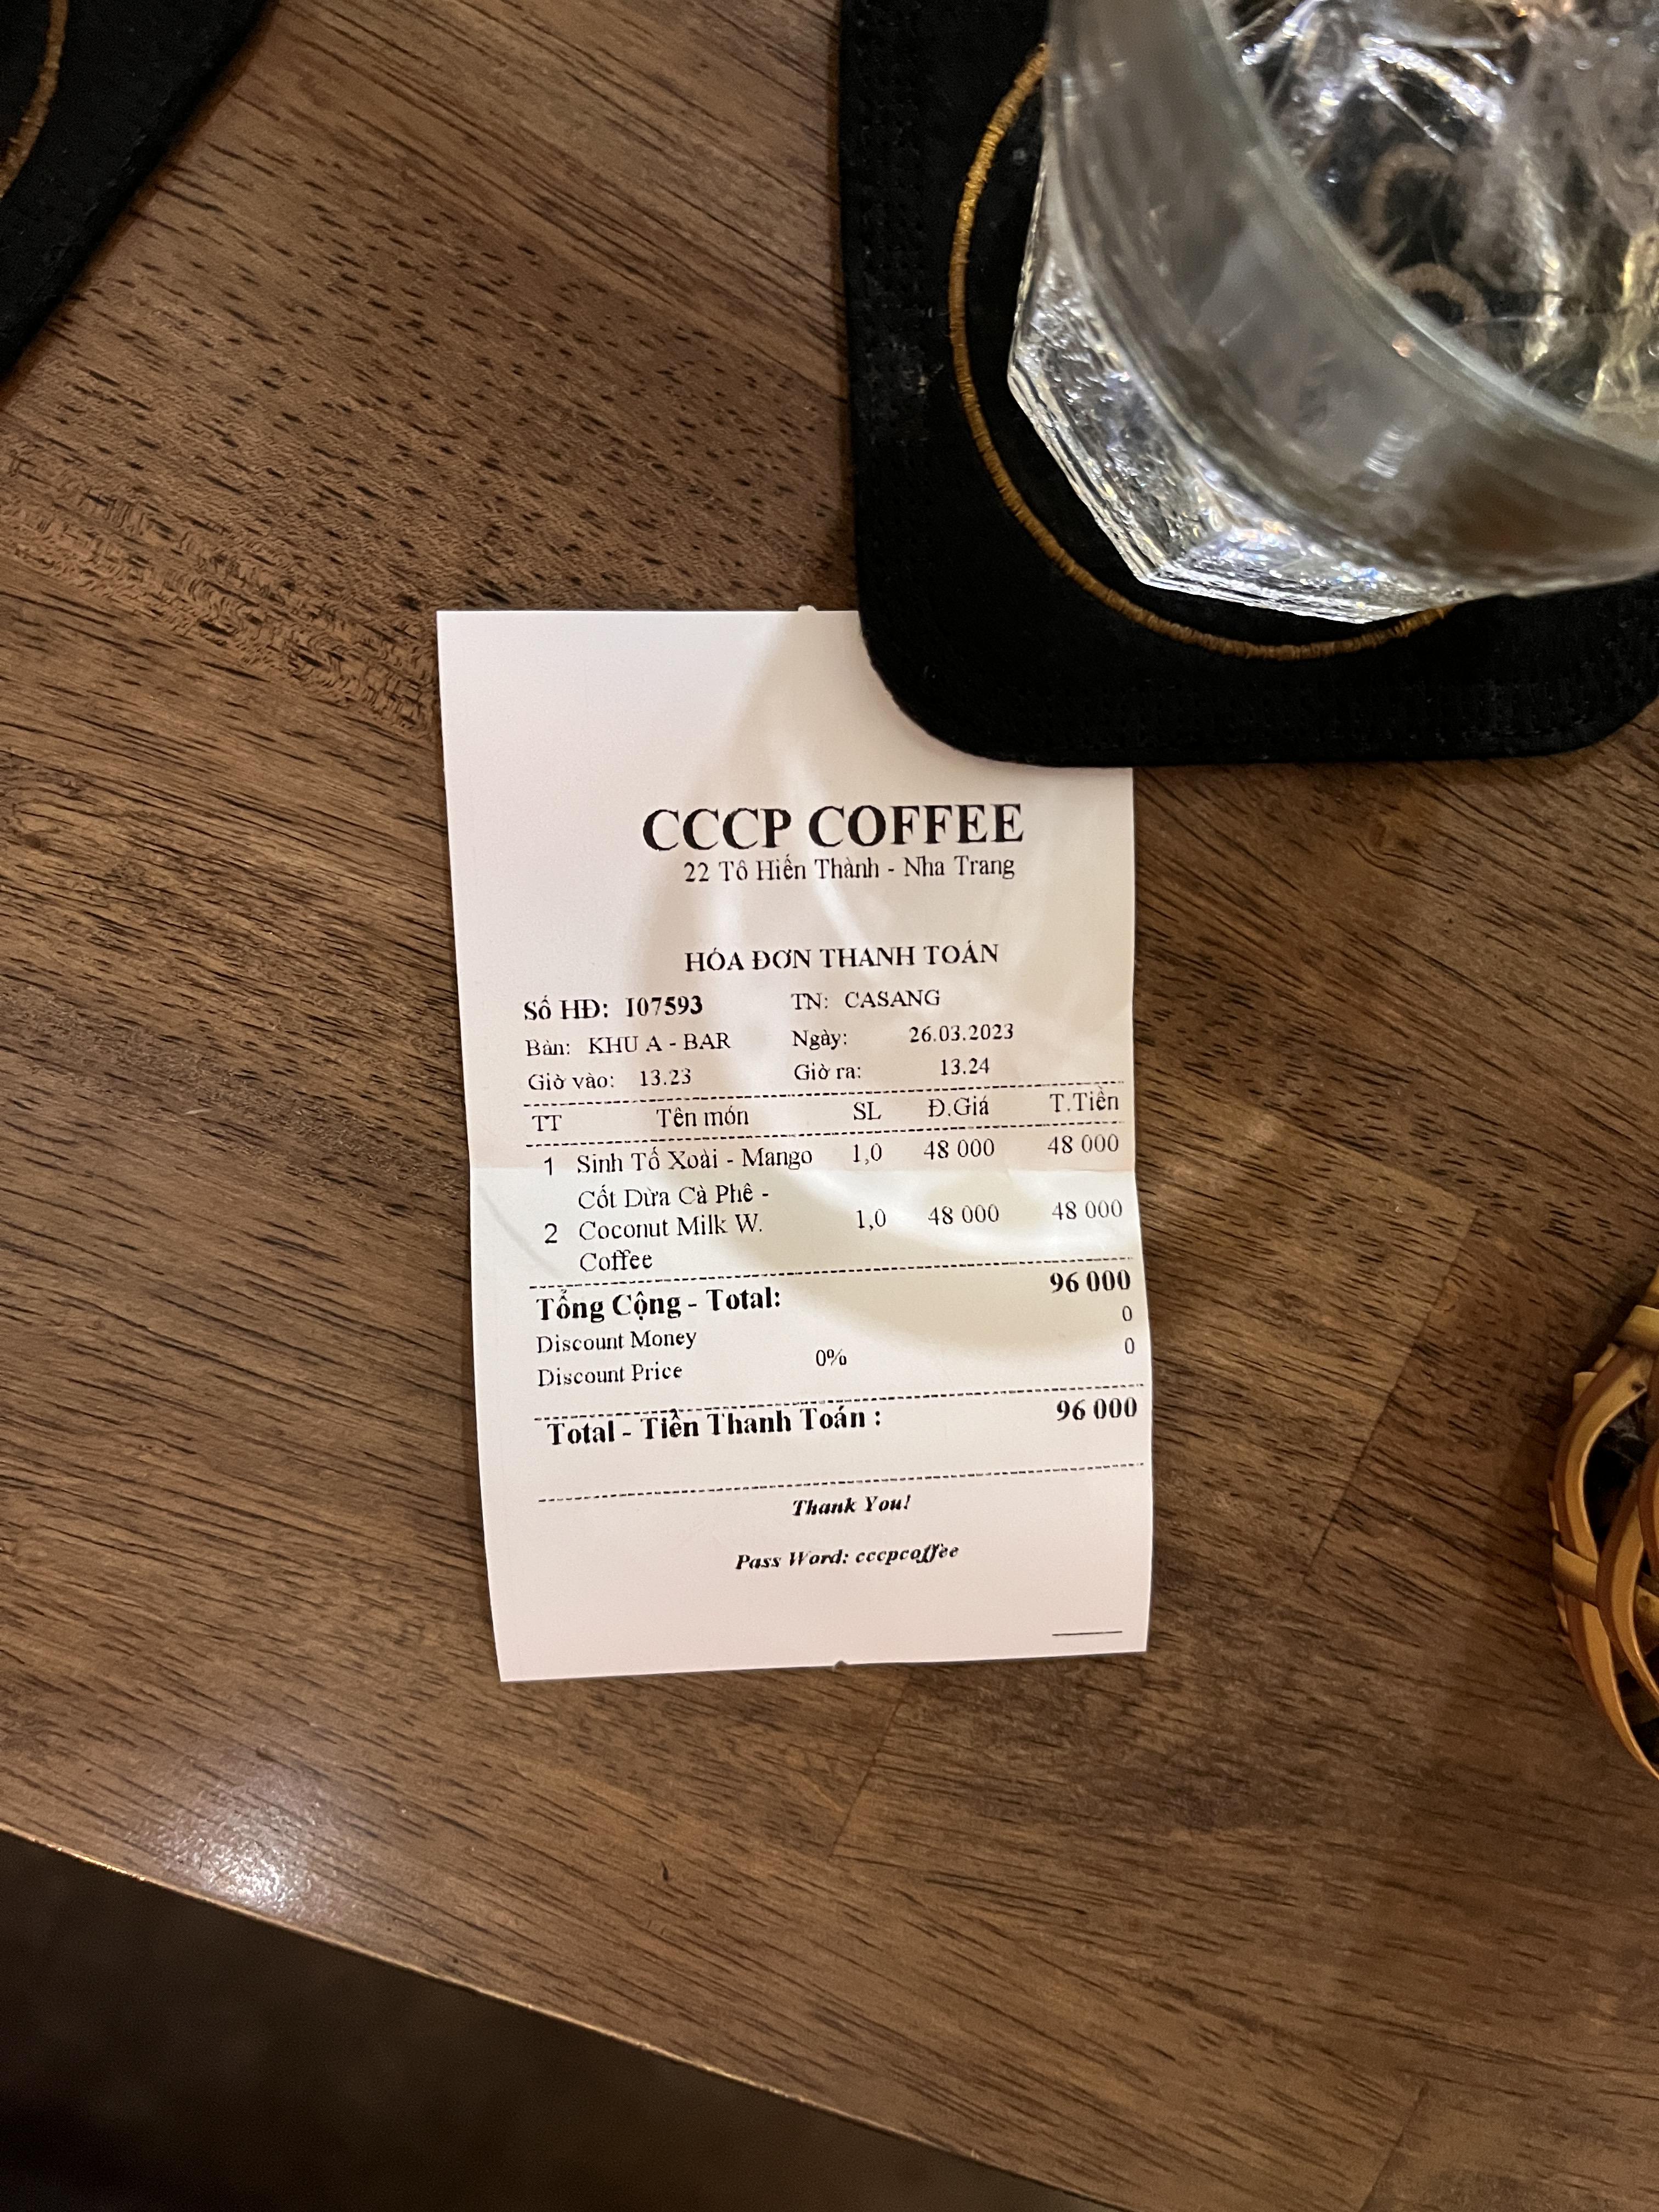 CCCP COFFEE
22 Tô Hiến Thành - Nha Trang
HÓA ĐƠN THANH TOÁN
Số HĐ: I07593 TN: CASANG
Bàn: KHU A - BAR Ngày: 26.03.2023
Giờ vào: 13.23 Giờ ra: 13.24
TT Tên món SL Đ.Giá T.Tiền
1 Sinh Tố Xoài - Mango 1,0 48 000 48 000
Cốt Dừa Cà Phê -
2 Coconut Milk W. 1,0 48 000 48 000
Coffee
Tổng Cộng - Total: 96 000
Discount Money 0
Discount Price 0% 0
Total - Tiền Thanh Toán : 96 000
Thank You!
Pass Word: cccpcoffee